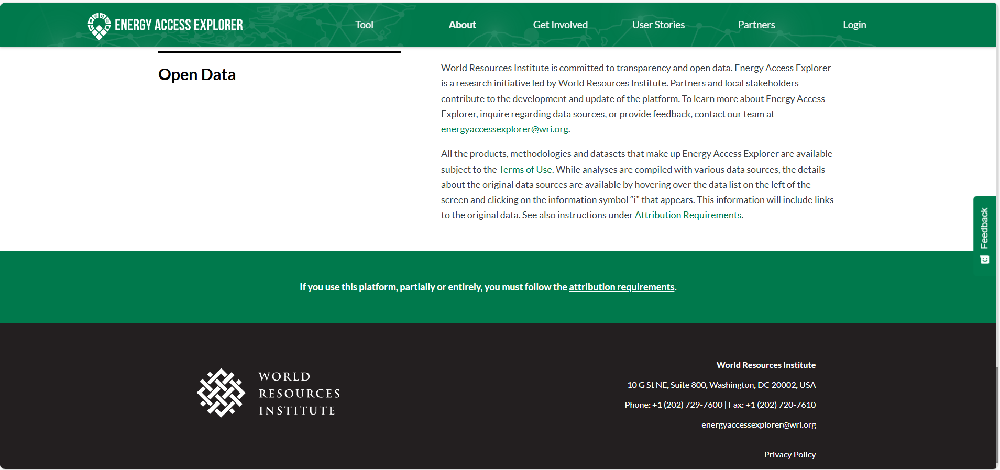 ENERGY ACCESS EXPLORER
Tool
About
Get Involved
User Stories
Partners
Login
Open Data
World Resources Institute is committed to transparency and open data. Energy Access Explorer
is a research initiative led by World Resources Institute. Partners and local stakeholders
contribute to the development and update of the platform. To learn more about Energy Access
Explorer, inquire regarding data sources, or provide feedback, contact our team at
energyaccessexplorer@wri.org.
All the products, methodologies and datasets that make up Energy Access Explorer are available
subject to the Terms of Use. While analyses are compiled with various data sources, the details
about the original data sources are available by hovering over the data list on the left of the
screen and clicking on the information symbol “i” that appears. This information will include links
to the original data. See also instructions under Attribution Requirements.
Feedback
If you use this platform, partially or entirely, you must follow the attribution requirements.
WORLD
RESOURCES
INSTITUTE
World Resources Institute
10 G St NE, Suite 800, Washington, DC 20002, USA
Phone: +1 (202) 729-7600 | Fax: +1 (202) 720-7610
energyaccessexplorer@wri.org
Privacy Policy